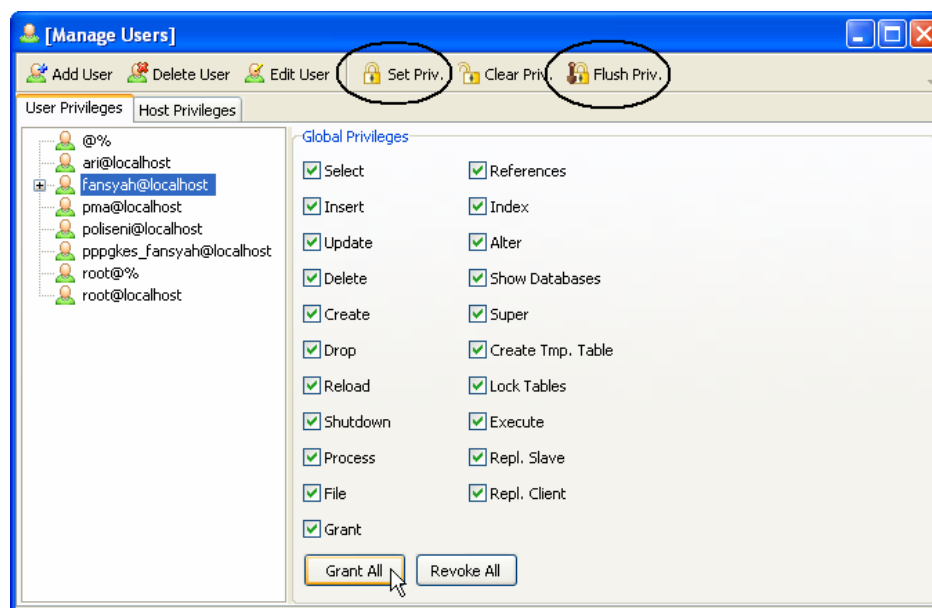 [Manage Users]
Add User Delete User Edit User Set Priv. Clear Priv. Flush Priv.
User Privileges Host Privileges
@%
ari@localhost
fansyah@localhost
pma@localhost
poliseni@localhost
pppgkes_fansyah@localhost
root@%
root@localhost
Global Privileges
Select References
Insert Index
Update Alter
Delete Show Databases
Create Super
Drop Create Tmp. Table
Reload Lock Tables
Shutdown Execute
Process Repl. Slave
File Repl. Client
Grant
Grant All Revoke All